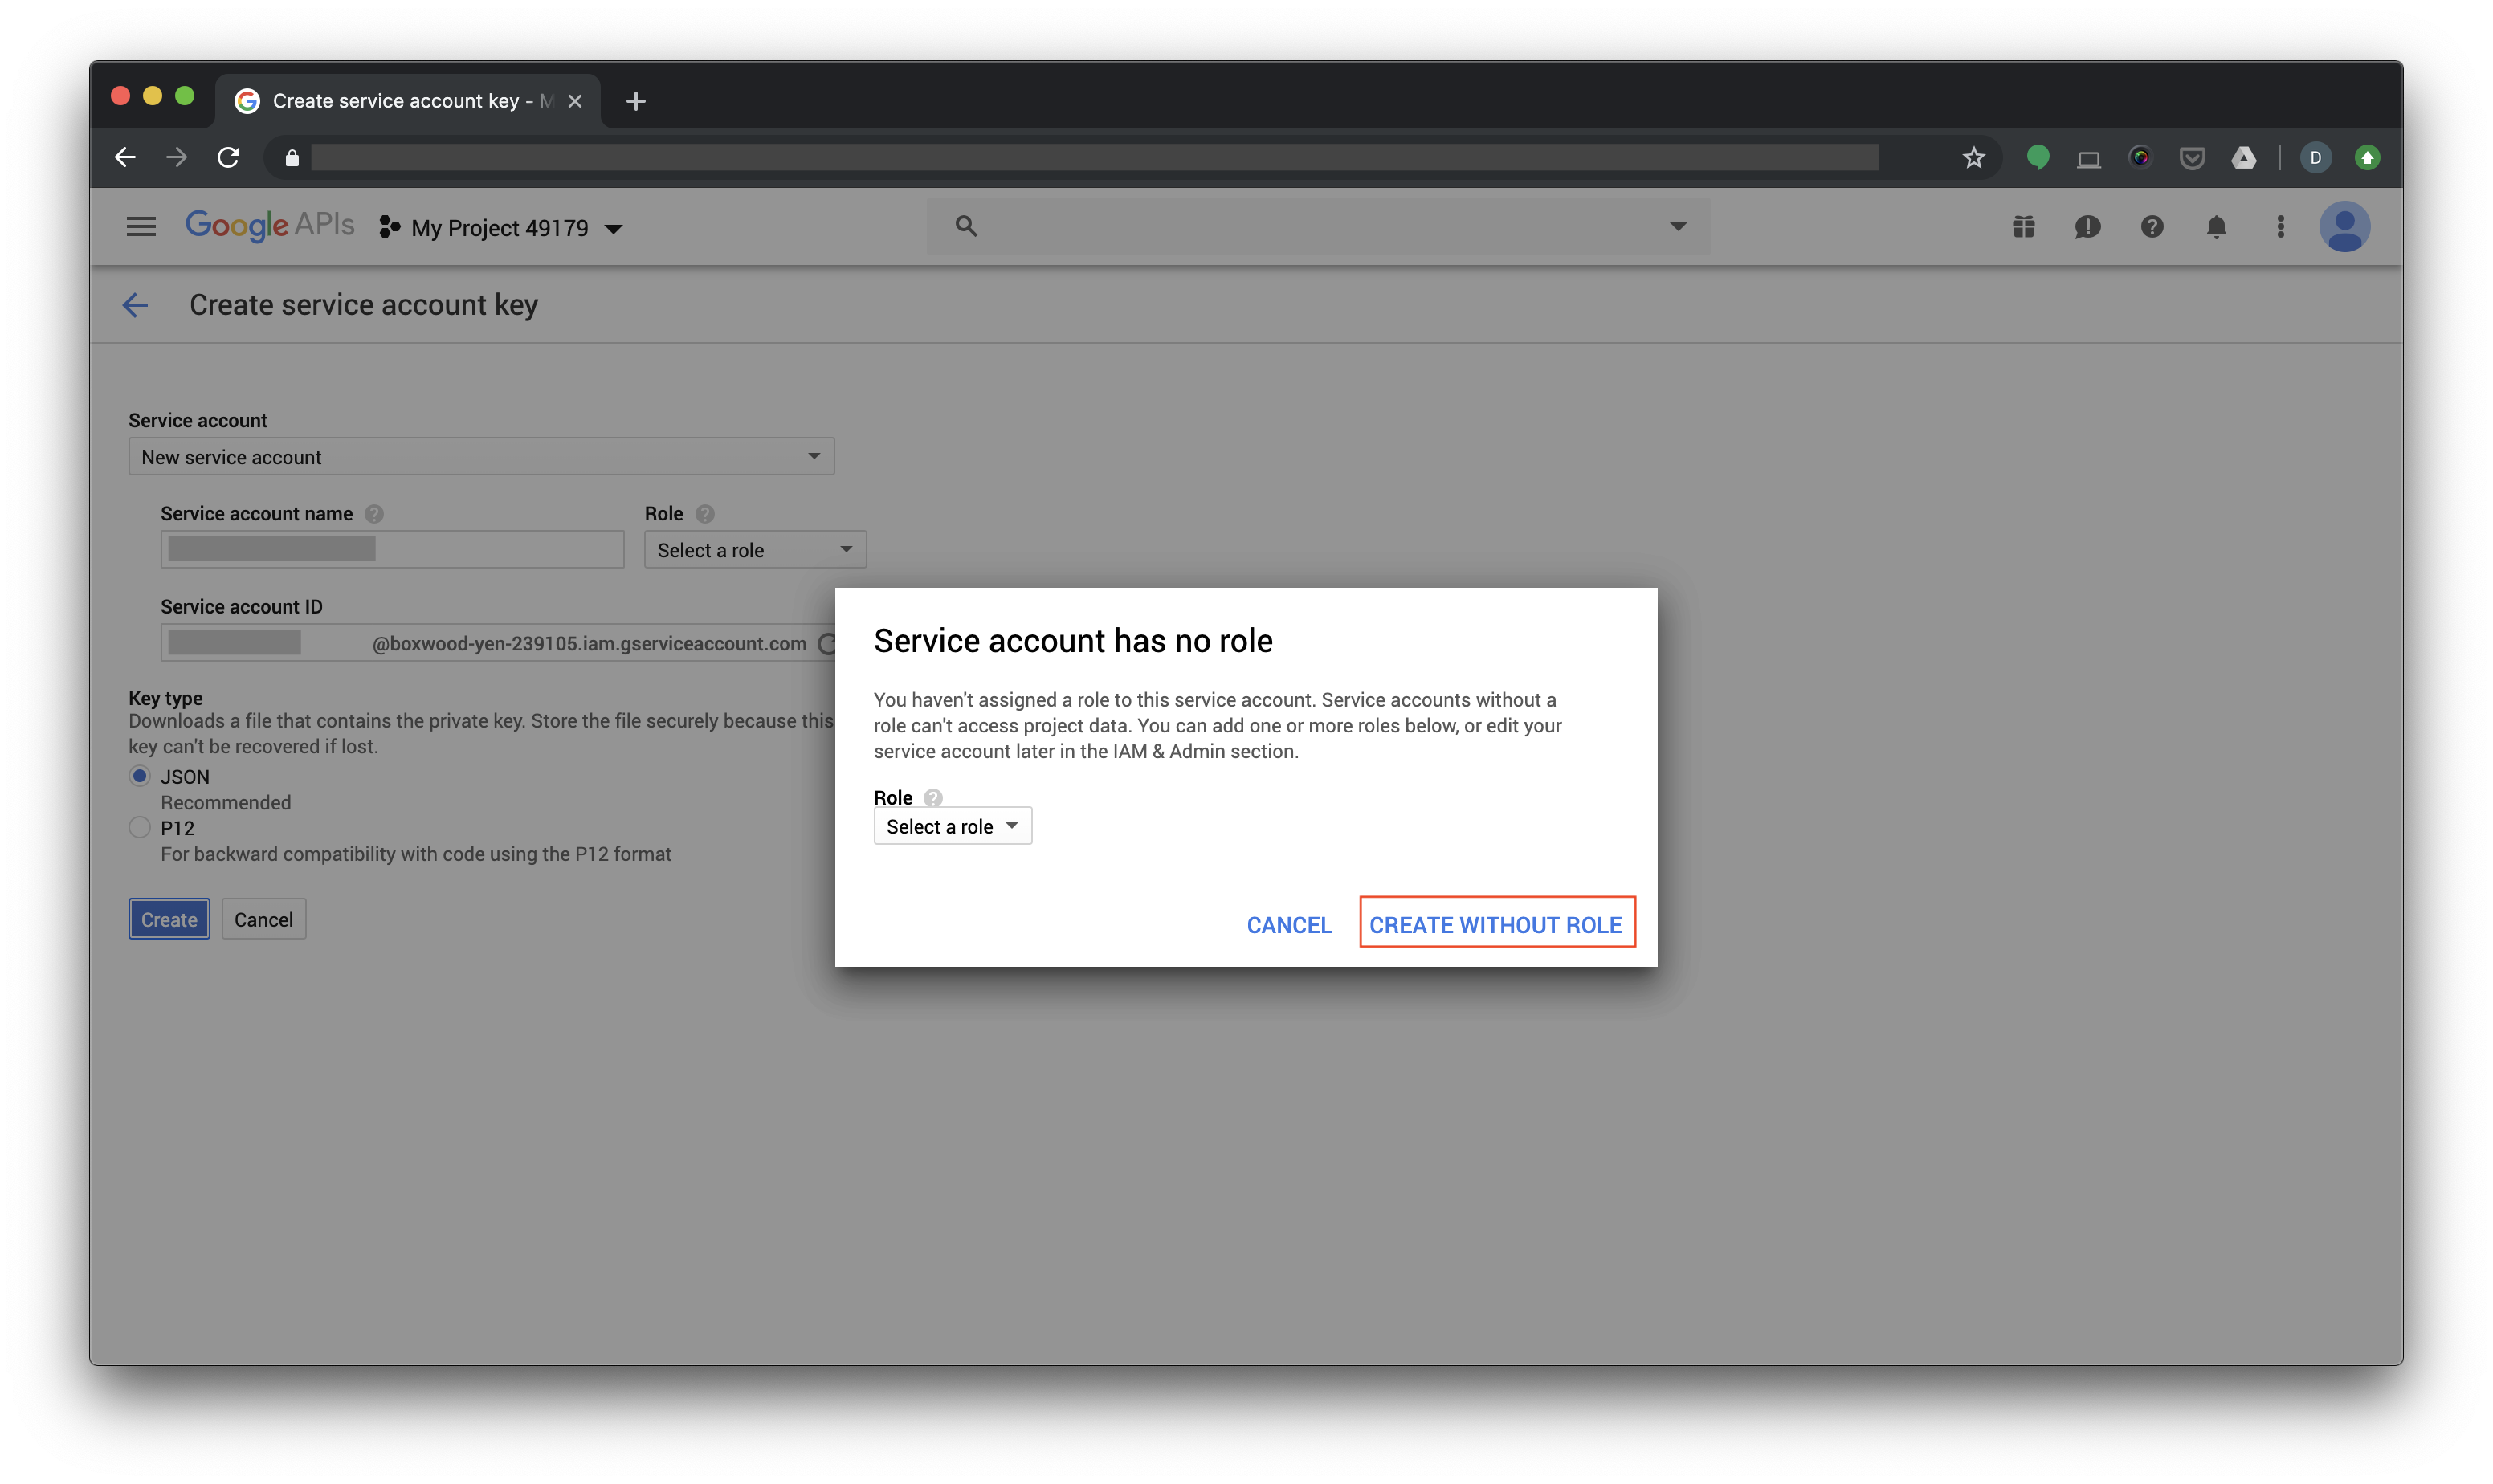 Create service account key - M
D
Google APIs My Project 49179
Create service account key
Service account
New service account
Service account name Role
Select a role
Service account ID
@boxwood-yen-239105.iam.gserviceaccount.com
Key type
Downloads a file that contains the private key. Store the file securely because this
key can't be recovered if lost.
JSON
Recommended
P12
For backward compatibility with code using the P12 format
Create Cancel
Service account has no role
You haven't assigned a role to this service account. Service accounts without a
role can't access project data. You can add one or more roles below, or edit your
service account later in the IAM & Admin section.
Role
Select a role
CANCEL CREATE WITHOUT ROLE